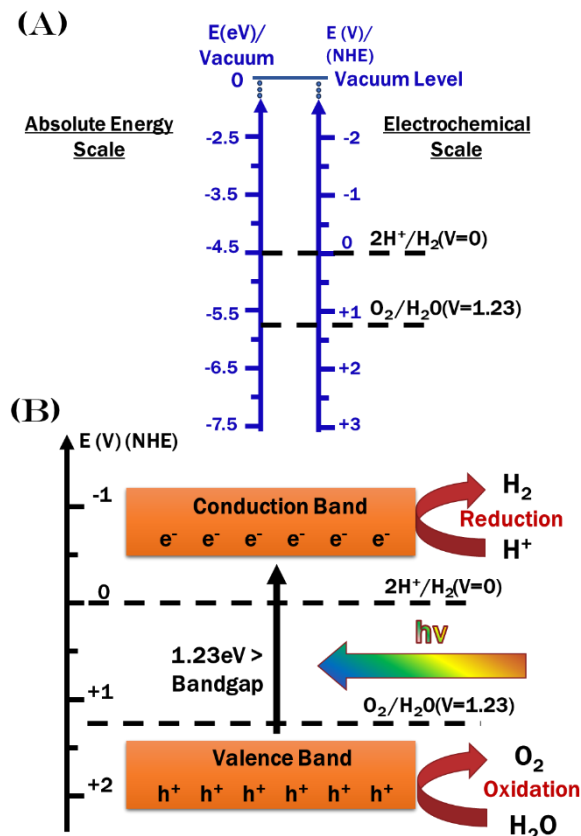 (A)
E(eV)/
Vacuum
0
E (V)/
(NHE)
Vacuum Level
Absolute Energy
Scale
Electrochemical
Scale
-2.5
-3.5
-4.5
-5.5
-6.5
-7.5
-2
-1
0
+1
+2
+3
2H⁺/H₂(V=0)
O₂/H₂0(V=1.23)
(B)
E (V) (NHE)
-1
0
+1
+2
Conduction Band
e⁻ e⁻ e⁻ e⁻ e⁻ e⁻
H₂
Reduction
H⁺
2H⁺/H₂(V=0)
hv
1.23eV >
Bandgap
O₂/H₂0(V=1.23)
Valence Band
h⁺ h⁺ h⁺ h⁺ h⁺ h⁺
O₂
Oxidation
H₂O